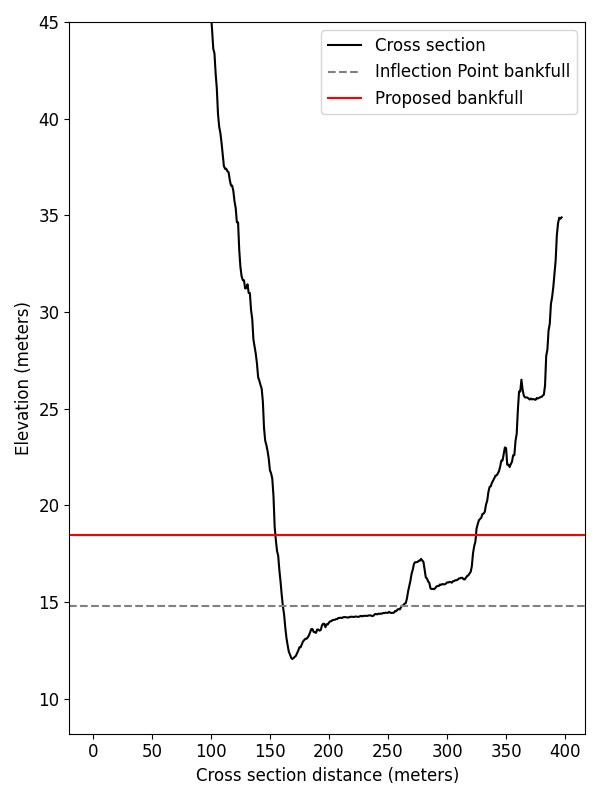 Cross section
Inflection Point bankfull
Proposed bankfull
45
40
35
30
25
20
15
10
Elevation (meters)
0 50 100 150 200 250 300 350 400
Cross section distance (meters)